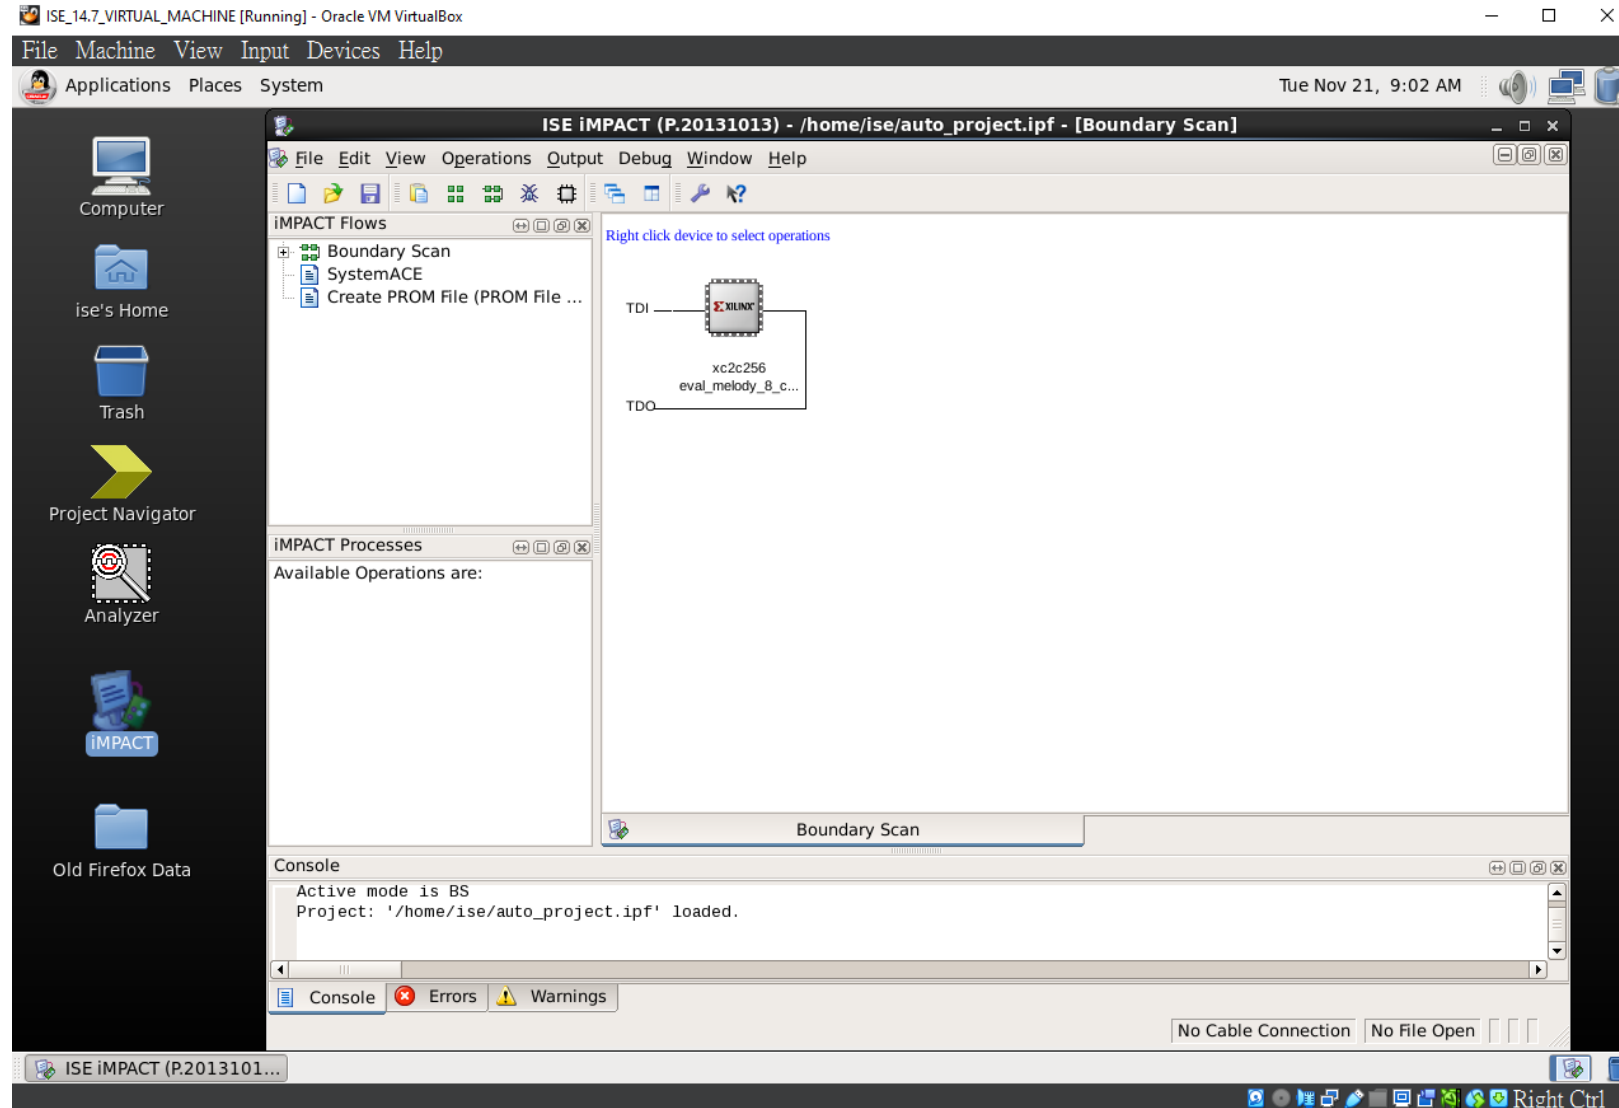 ISE_14.7_VIRTUAL_MACHINE [Running] - Oracle VM VirtualBox
File Machine View Input Devices Help
Applications Places System Tue Nov 21, 9:02 AM
ISE iMPACT (P.20131013) - /home/ise/auto_project.ipf - [Boundary Scan]
File Edit View Operations Output Debug Window Help
Computer
ise's Home
Trash
Project Navigator
Analyzer
iMPACT
Old Firefox Data
iMPACT Flows
Boundary Scan
SystemACE
Create PROM File (PROM File ...
iMPACT Processes
Available Operations are:
Right click device to select operations
TDI
XILINX
xc2c256
eval_melody_8_c...
TDO
Boundary Scan
Console
Active mode is BS
Project: '/home/ise/auto_project.ipf' loaded.
Console Errors Warnings
No Cable Connection No File Open
ISE iMPACT (P.2013101...
Right Ctrl